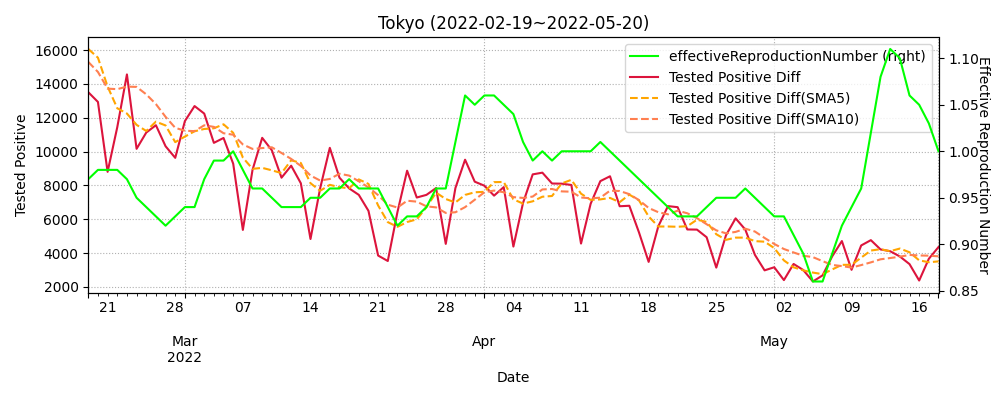 Tokyo (2022-02-19~2022-05-20)
effectiveReproductionNumber (right)
Tested Positive Diff
Tested Positive Diff(SMA5)
Tested Positive Diff(SMA10)
Tested Positive
16000
14000
12000
10000
8000
6000
4000
2000
Effective Reproduction Number
1.10
1.05
1.00
0.95
0.90
0.85
21 28 07 14 21 28 04 11 18 25 02 09 16
Mar Apr May
2022
Date